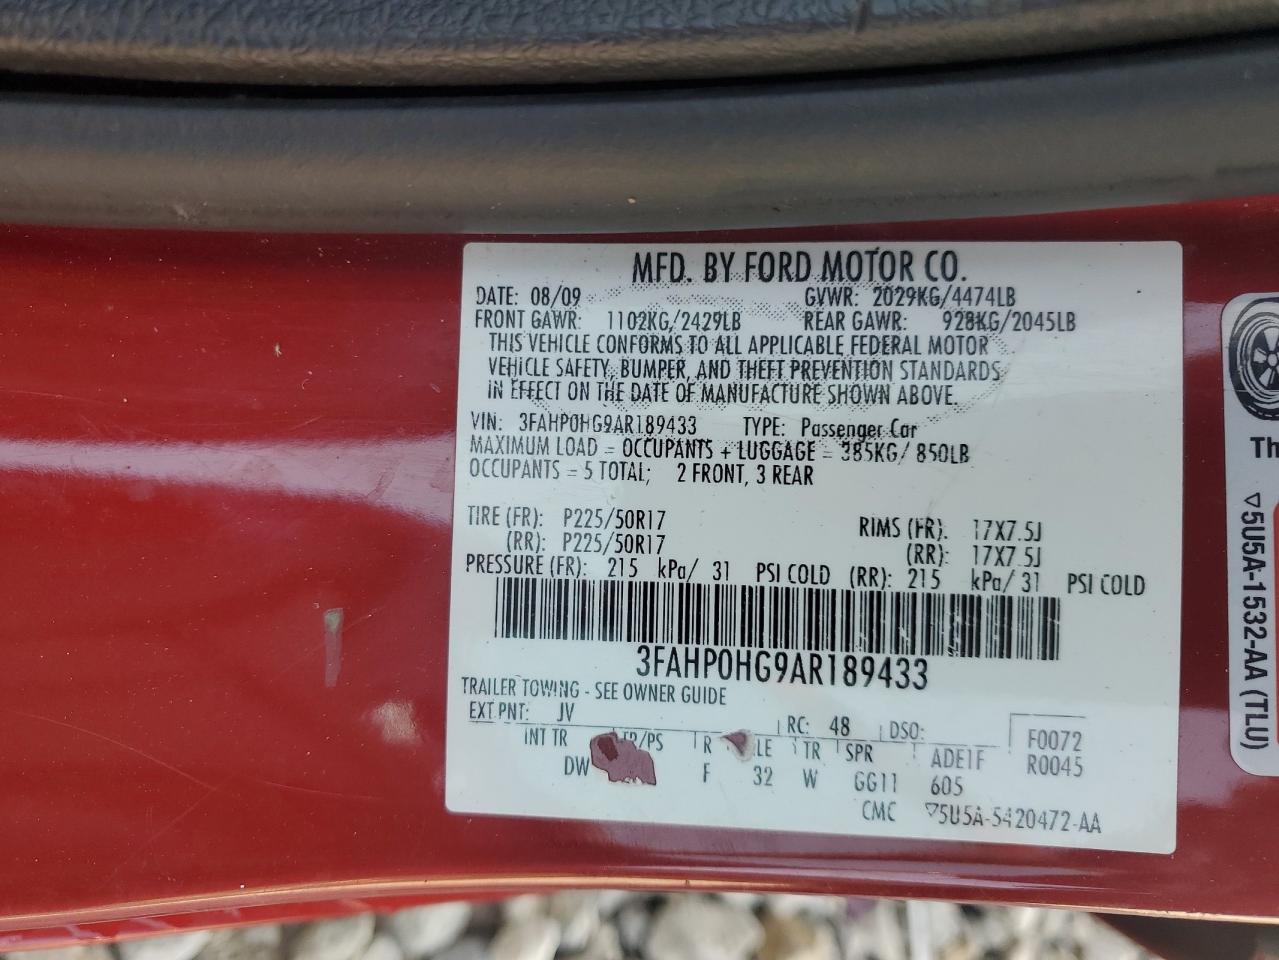 MFD. BY FORD MOTOR CO.
DATE: 08/09 GVWR: 2029KG/4474LB
FRONT GAWR: 1102KG/2429LB REAR GAWR: 928KG/2045LB
THIS VEHICLE CONFORMS TO ALL APPLICABLE FEDERAL MOTOR
VEHICLE SAFETY, BUMPER, AND THEFT PREVENTION STANDARDS
IN EFFECT ON THE DATE OF MANUFACTURE SHOWN ABOVE.
VIN: 3FAHP0HG9AR189433 TYPE: Passenger Car
MAXIMUM LOAD = OCCUPANTS + LUGGAGE = 385KG/ 850LB
OCCUPANTS = 5 TOTAL; 2 FRONT, 3 REAR
TIRE (FR): P225/50R17 RIMS (FR): 17X7.5J
(RR): P225/50R17 (RR): 17X7.5J
PRESSURE (FR): 215 kPa/ 31 PSI COLD (RR): 215 kPa/ 31 PSI COLD
3FAHP0HG9AR189433
TRAILER TOWING - SEE OWNER GUIDE
EXT PNT: JV RC: 48 DSO: F0072
INT TR TP/PS R LE TR SPR ADE1F R0045
DW F 32 W GG11 605
CMC ▽5U5A-5420472-AA
Th
▽5U5A-1532-AA (TLU)